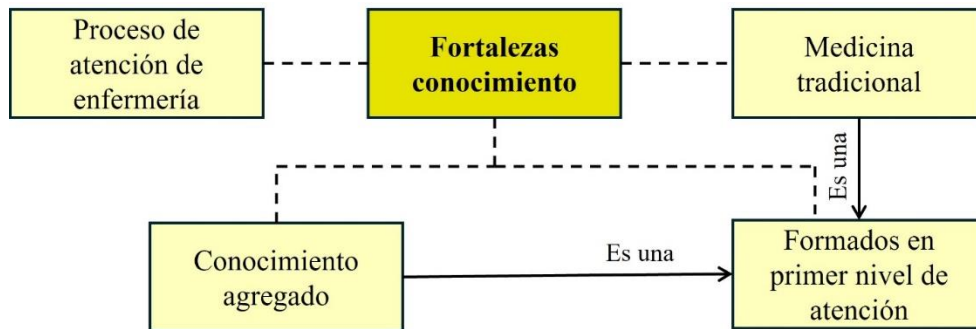 Proceso de
atención de
enfermería
Fortalezas
conocimiento
Medicina
tradicional
Es una
Conocimiento
agregado
Es una
Formados en
primer nivel de
atención